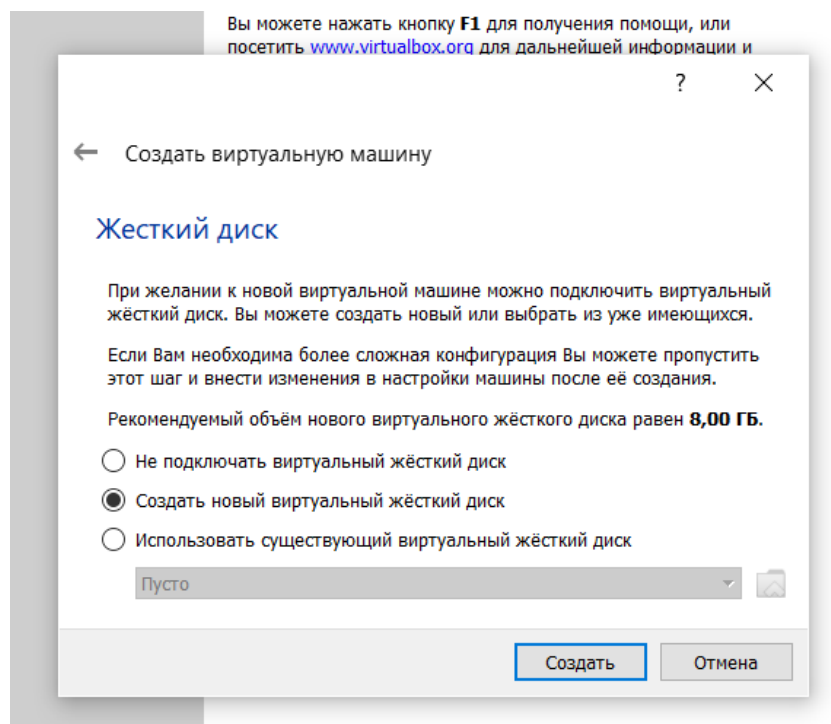 Вы можете нажать кнопку F1 для получения помощи, или
посетить www.virtualbox.org для дальнейшей информации и
?
Создать виртуальную машину
Жесткий диск
При желании к новой виртуальной машине можно подключить виртуальный
жёсткий диск. Вы можете создать новый или выбрать из уже имеющихся.
Если Вам необходима более сложная конфигурация Вы можете пропустить
этот шаг и внести изменения в настройки машины после её создания.
Рекомендуемый объём нового виртуального жёсткого диска равен 8,00 ГБ.
Не подключать виртуальный жёсткий диск
Создать новый виртуальный жёсткий диск
Использовать существующий виртуальный жёсткий диск
Пусто
Создать
Отмена